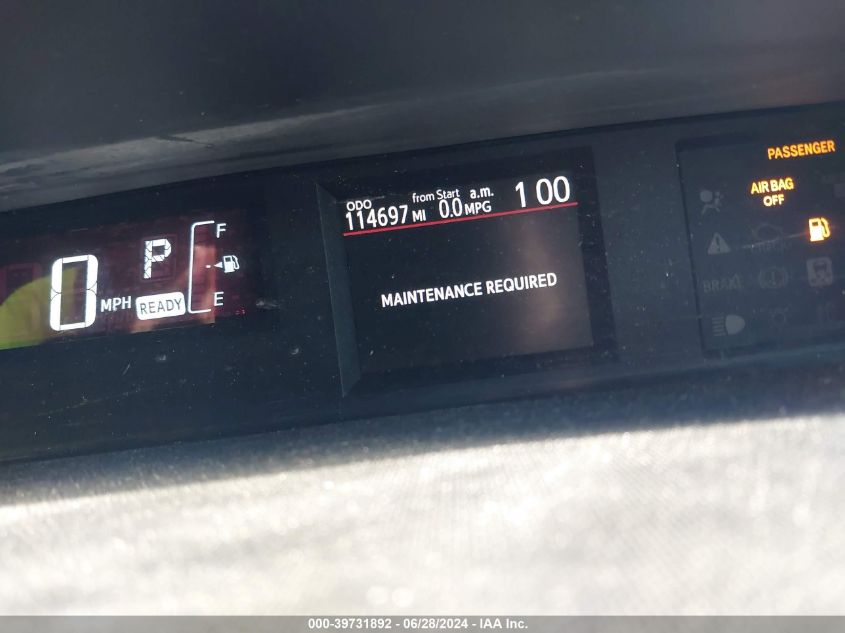 0 MPH
P
READY
F
E
ODO
114697 MI
from Start
0.0 MPG
a.m.
1 00
MAINTENANCE REQUIRED
PASSENGER
AIR BAG
OFF
BRAKE
000-39731892 - 06/28/2024 - IAA Inc.